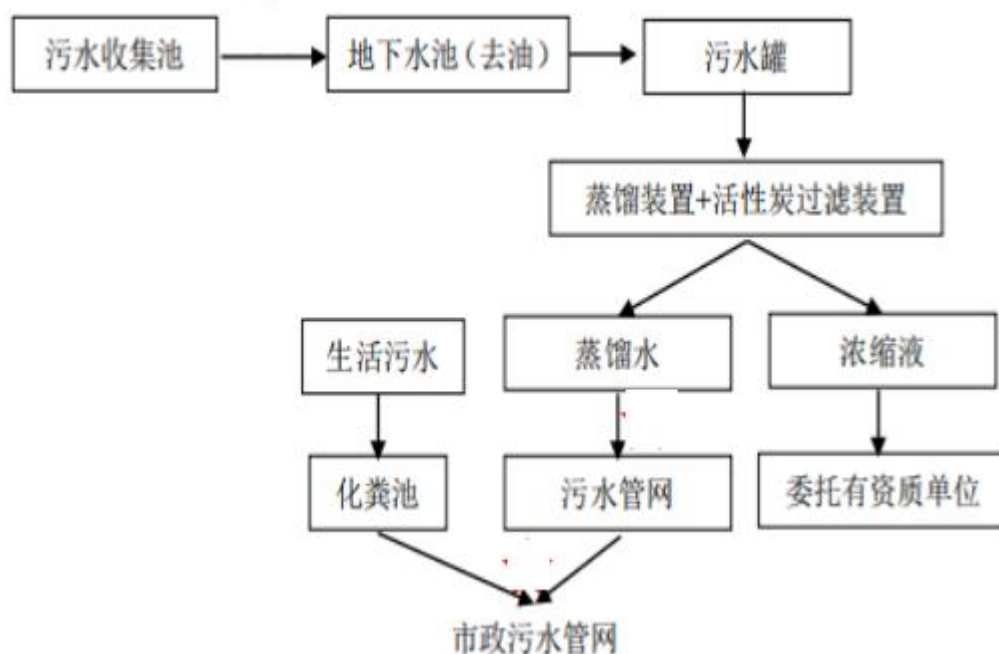 污水收集池
地下水池(去油)
污水罐
蒸馏装置+活性炭过滤装置
生活污水
蒸馏水
浓缩液
化粪池
污水管网
委托有资质单位
市政污水管网